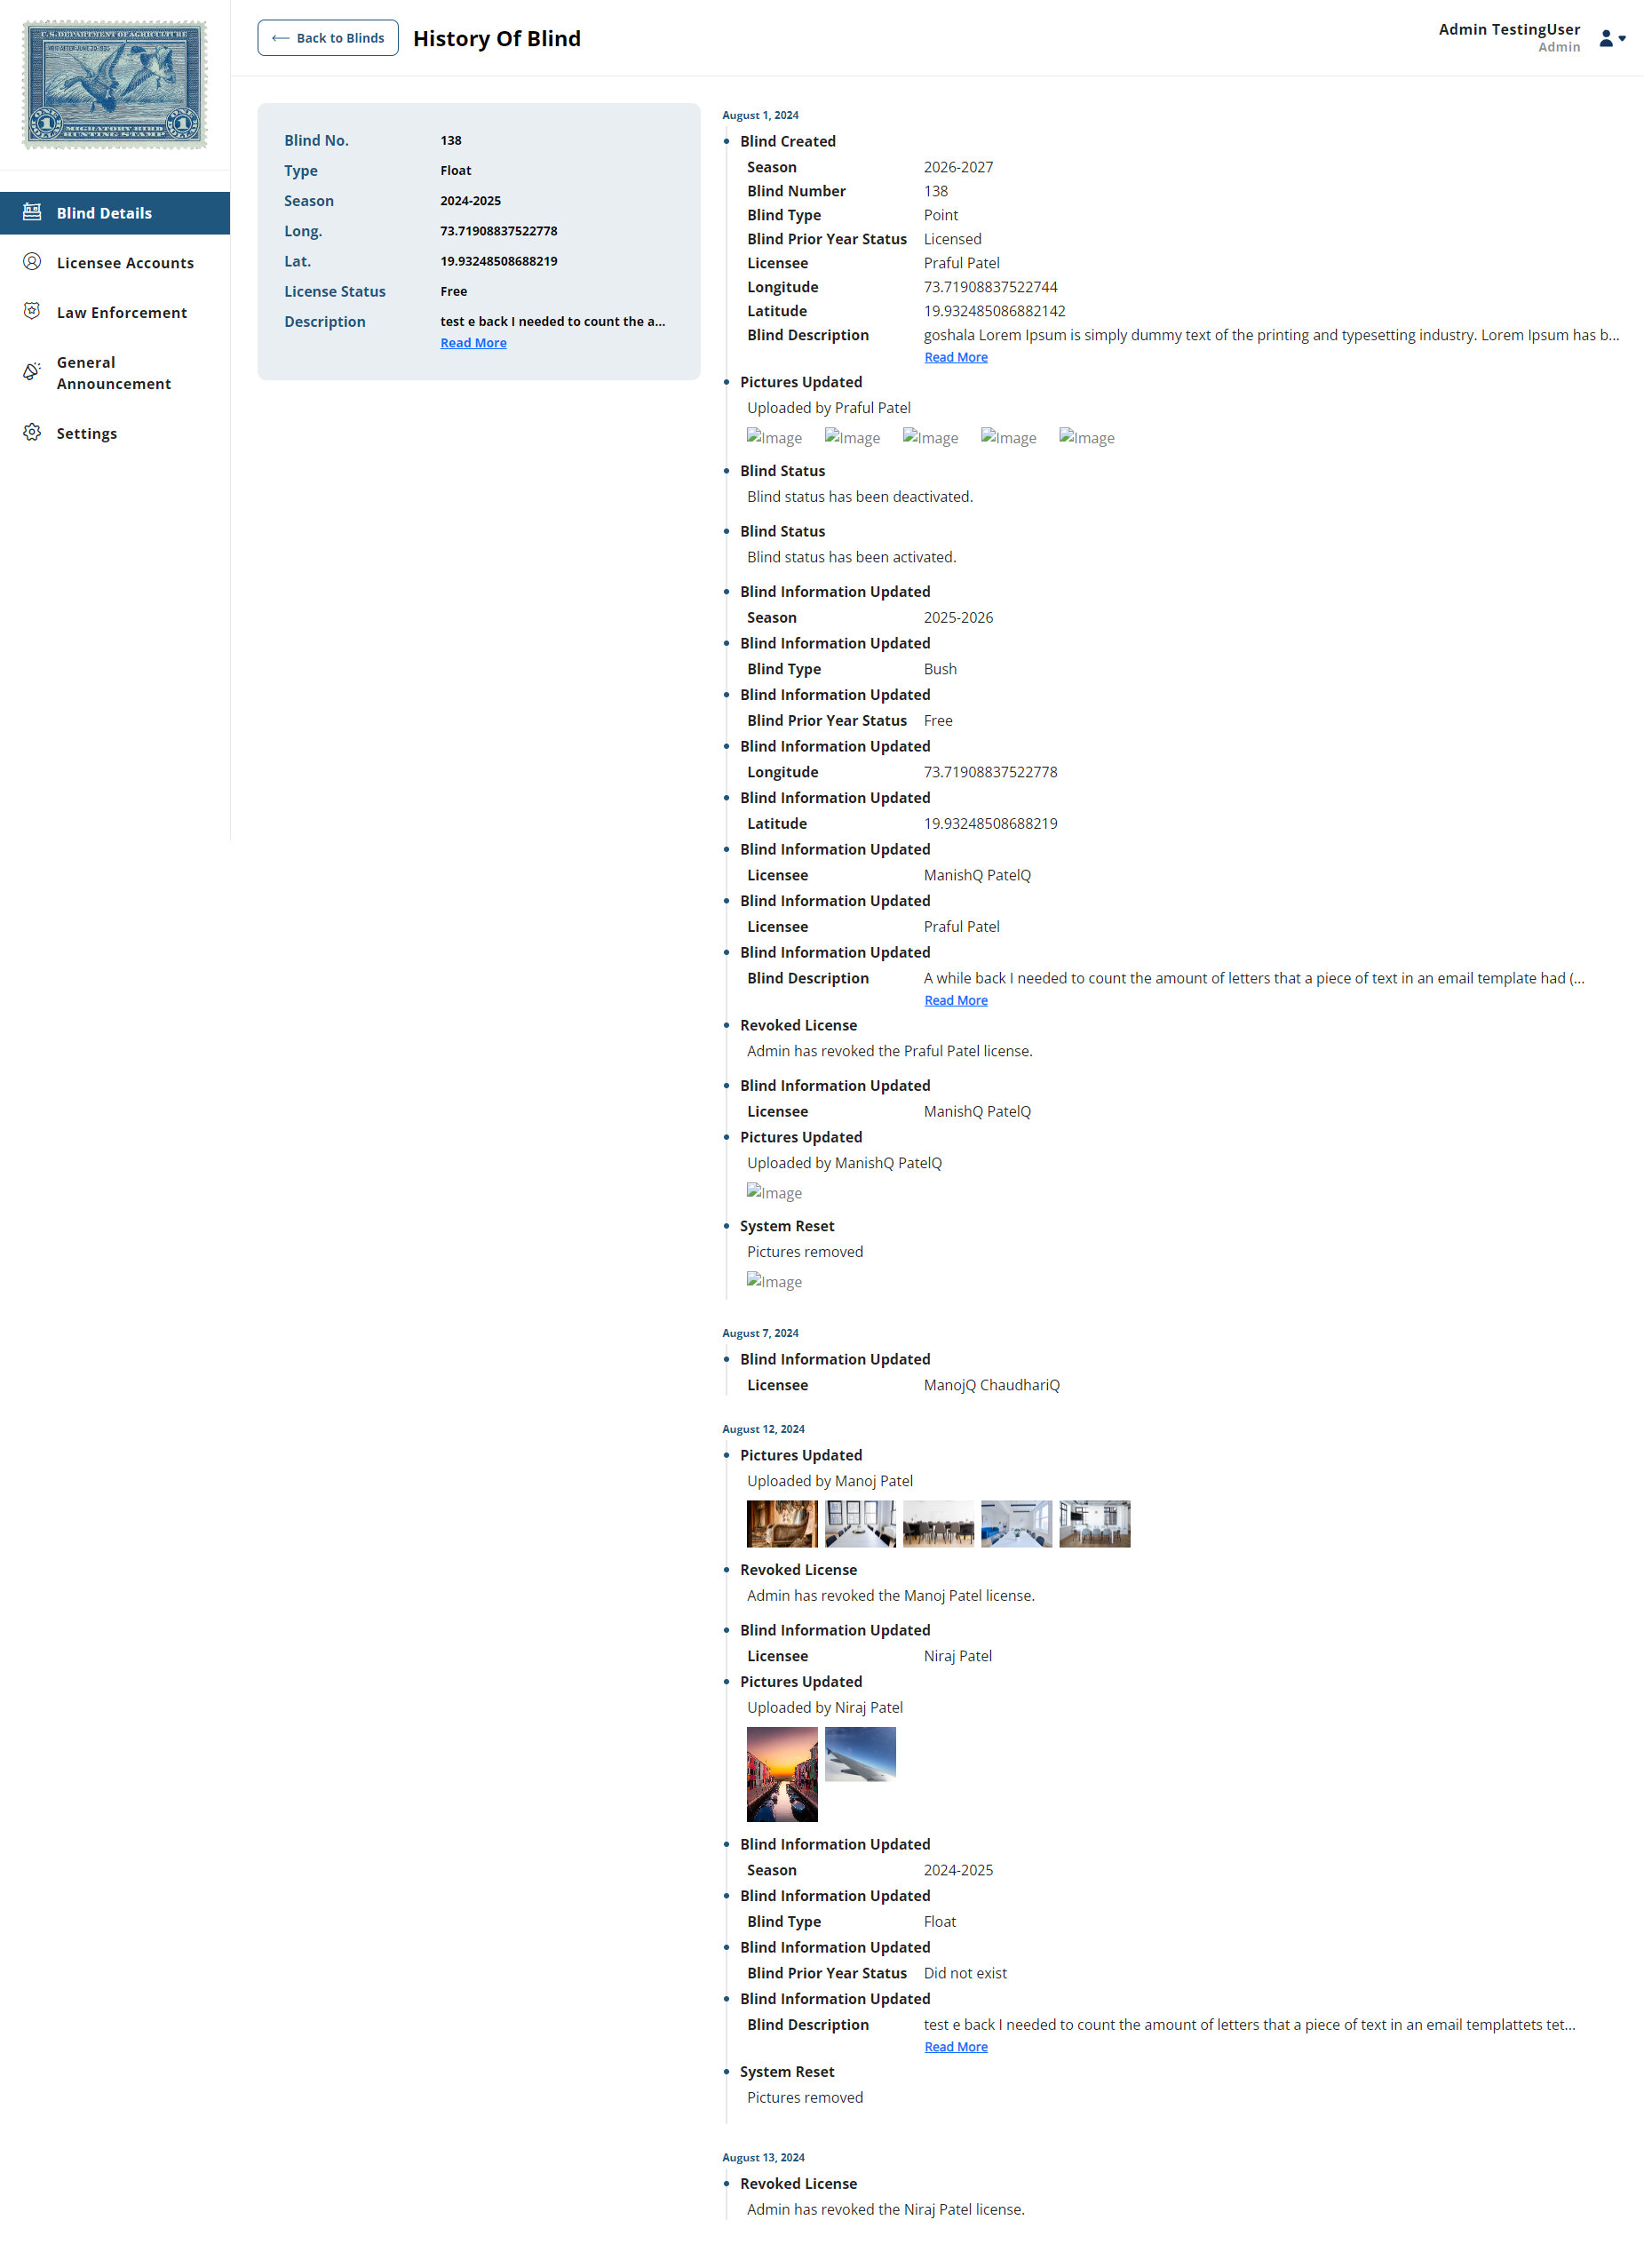 U.S. DEPARTMENT OF AGRICULTURE
VOID AFTER JUNE 30, 1935
ONE DOLLAR
1
ONE DOLLAR
1
MIGRATORY BIRD
HUNTING STAMP
Back to Blinds
History Of Blind
Admin TestingUser
Admin
Blind Details
Licensee Accounts
Law Enforcement
General
Announcement
Settings
Blind No. 138
Type Float
Season 2024-2025
Long. 73.71908837522778
Lat. 19.93248508688219
License Status Free
Description test e back I needed to count the a...
Read More
August 1, 2024
Blind Created
Season 2026-2027
Blind Number 138
Blind Type Point
Blind Prior Year Status Licensed
Licensee Praful Patel
Longitude 73.71908837522744
Latitude 19.932485086882142
Blind Description goshala Lorem Ipsum is simply dummy text of the printing and typesetting industry. Lorem Ipsum has b...
Read More
Pictures Updated
Uploaded by Praful Patel
Image Image Image Image Image
Blind Status
Blind status has been deactivated.
Blind Status
Blind status has been activated.
Blind Information Updated
Season 2025-2026
Blind Information Updated
Blind Type Bush
Blind Information Updated
Blind Prior Year Status Free
Blind Information Updated
Longitude 73.71908837522778
Blind Information Updated
Latitude 19.93248508688219
Blind Information Updated
Licensee ManishQ PatelQ
Blind Information Updated
Licensee Praful Patel
Blind Information Updated
Blind Description A while back I needed to count the amount of letters that a piece of text in an email template had (...
Read More
Revoked License
Admin has revoked the Praful Patel license.
Blind Information Updated
Licensee ManishQ PatelQ
Pictures Updated
Uploaded by ManishQ PatelQ
Image
System Reset
Pictures removed
Image
August 7, 2024
Blind Information Updated
Licensee ManojQ ChaudhariQ
August 12, 2024
Pictures Updated
Uploaded by Manoj Patel
Revoked License
Admin has revoked the Manoj Patel license.
Blind Information Updated
Licensee Niraj Patel
Pictures Updated
Uploaded by Niraj Patel
Blind Information Updated
Season 2024-2025
Blind Information Updated
Blind Type Float
Blind Information Updated
Blind Prior Year Status Did not exist
Blind Information Updated
Blind Description test e back I needed to count the amount of letters that a piece of text in an email templattets tet...
Read More
System Reset
Pictures removed
August 13, 2024
Revoked License
Admin has revoked the Niraj Patel license.